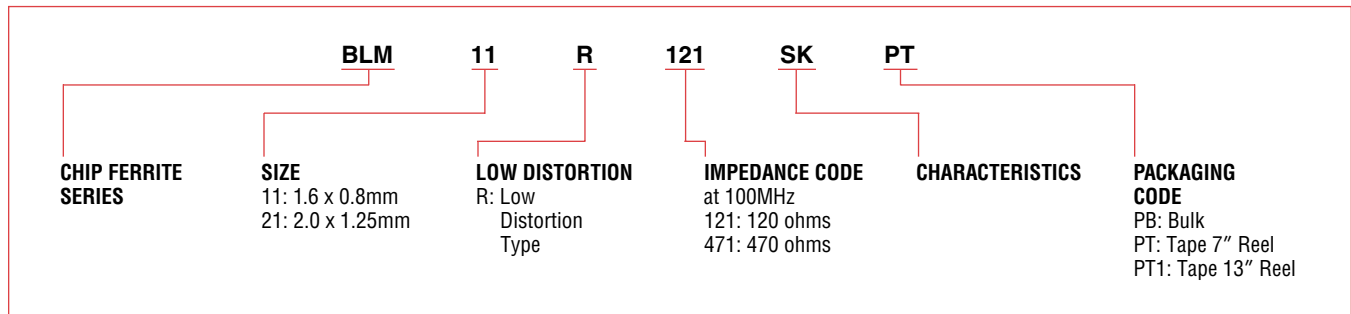 BLM 11 R 121 SK PT
CHIP FERRITE
SERIES
SIZE
11: 1.6 x 0.8mm
21: 2.0 x 1.25mm
LOW DISTORTION
R: Low
Distortion
Type
IMPEDANCE CODE
at 100MHz
121: 120 ohms
471: 470 ohms
CHARACTERISTICS
PACKAGING
CODE
PB: Bulk
PT: Tape 7″ Reel
PT1: Tape 13″ Reel